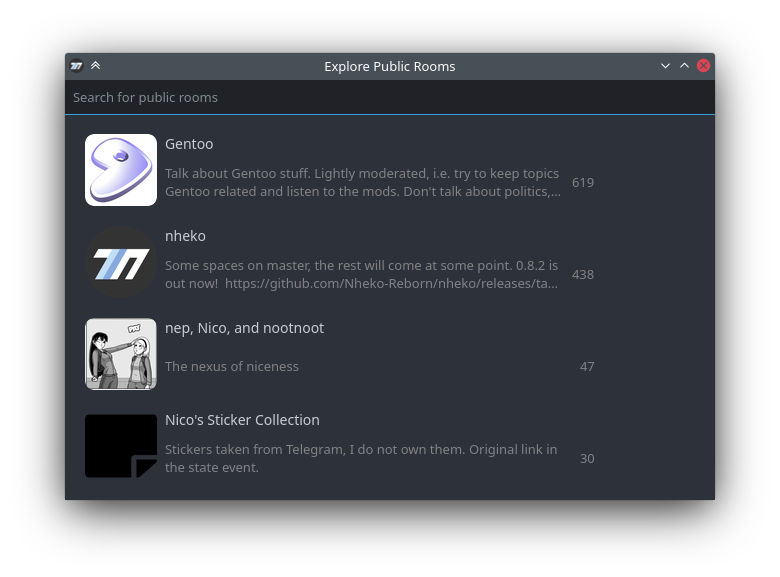 Explore Public Rooms
Search for public rooms
Gentoo
Talk about Gentoo stuff. Lightly moderated, i.e. try to keep topics
Gentoo related and listen to the mods. Don't talk about politics,...
619
nheko
Some spaces on master, the rest will come at some point. 0.8.2 is
out now!  https://github.com/Nheko-Reborn/nheko/releases/ta...
438
nep, Nico, and nootnoot
The nexus of niceness
47
Nico's Sticker Collection
Stickers taken from Telegram, I do not own them. Original link in
the state event.
30